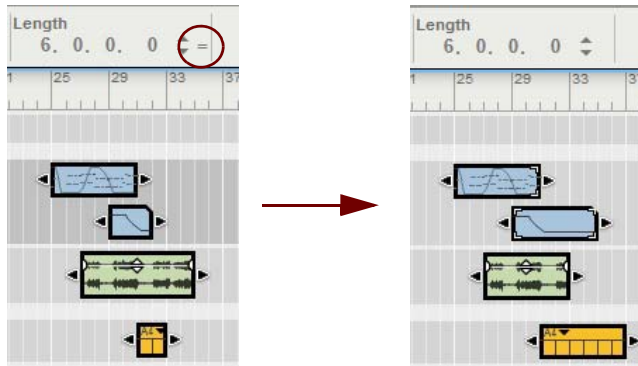 Length
6. 0. 0. 0 =
1 25 29 33 37
A4
Length
6. 0. 0. 0
1 25 29 33 3
A4